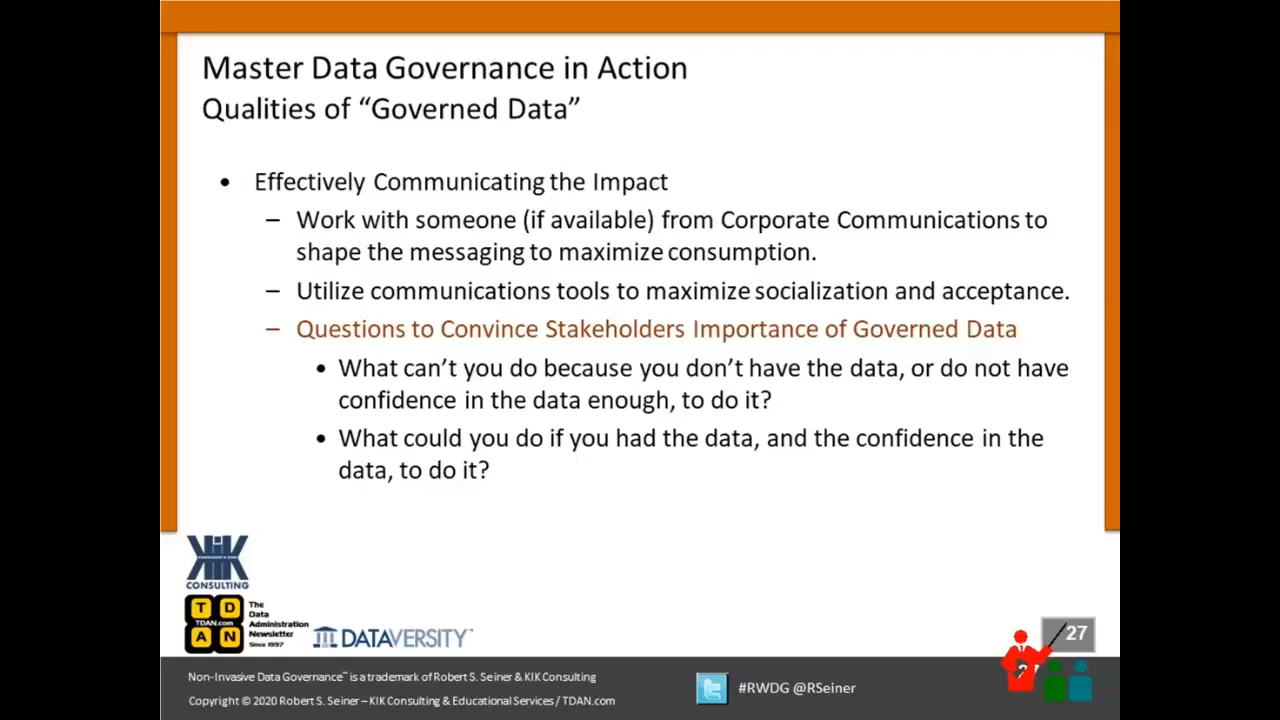 Master Data Governance in Action
Qualities of “Governed Data”
• Effectively Communicating the Impact
– Work with someone (if available) from Corporate Communications to
shape the messaging to maximize consumption.
– Utilize communications tools to maximize socialization and acceptance.
– Questions to Convince Stakeholders Importance of Governed Data
• What can’t you do because you don’t have the data, or do not have
confidence in the data enough, to do it?
• What could you do if you had the data, and the confidence in the
data, to do it?
KIK
CONSULTING
T D
TDAN.com
A N
The
Data
Administration
Newsletter
Since 1997
DATAVERSITY™
27
27
Non-Invasive Data Governance™ is a trademark of Robert S. Seiner & KIK Consulting
Copyright © 2020 Robert S. Seiner – KIK Consulting & Educational Services / TDAN.com
#RWDG @RSeiner